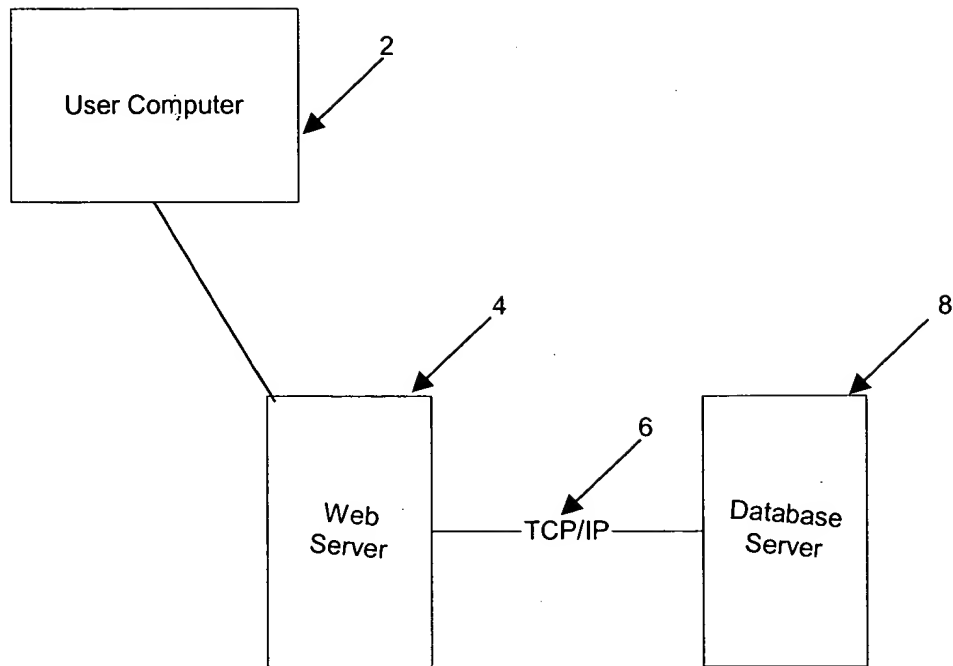 2
User Computer
4
8
6
Web
Server
TCP/IP
Database
Server